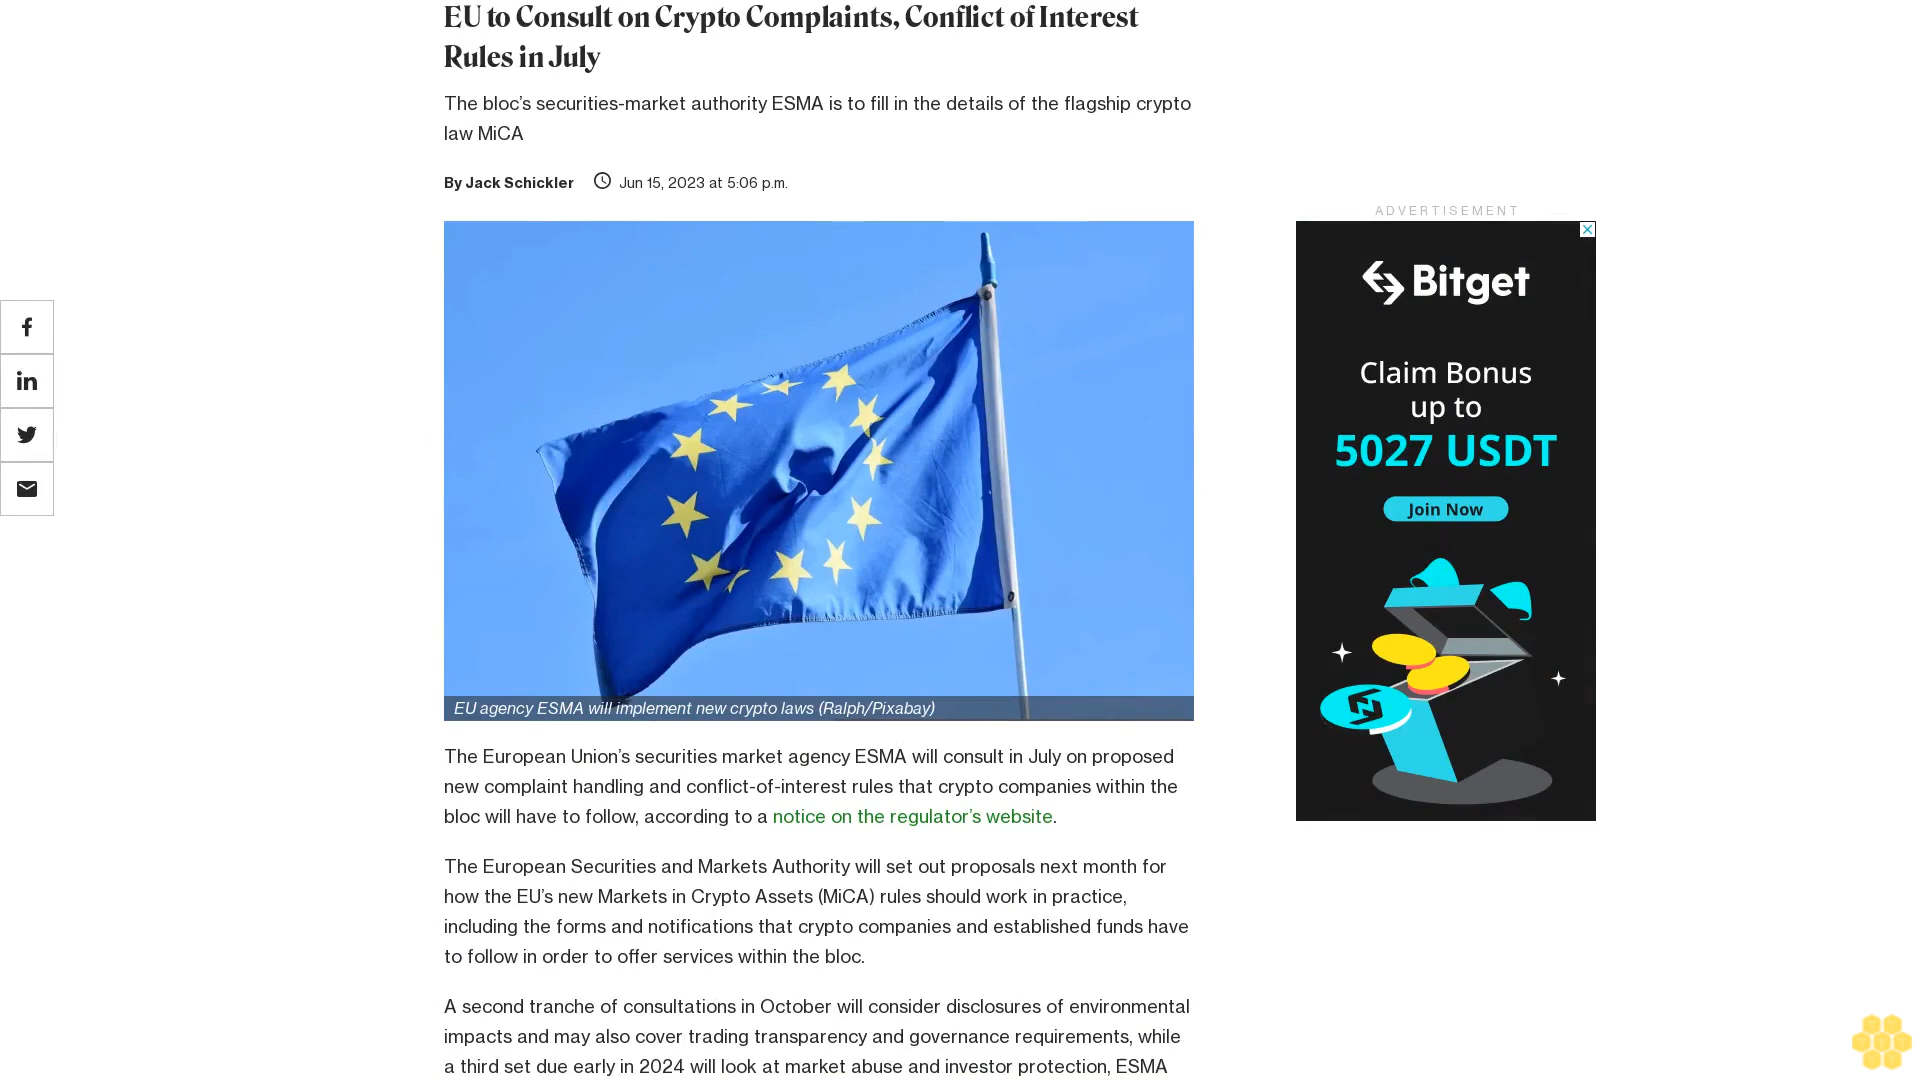 EU to Consult on Crypto Complaints, Conflict of Interest
Rules in July
The bloc’s securities-market authority ESMA is to fill in the details of the flagship crypto
law MiCA
By Jack Schickler Jun 15, 2023 at 5:06 p.m.
EU agency ESMA will implement new crypto laws (Ralph/Pixabay)
The European Union’s securities market agency ESMA will consult in July on proposed
new complaint handling and conflict-of-interest rules that crypto companies within the
bloc will have to follow, according to a notice on the regulator’s website.
The European Securities and Markets Authority will set out proposals next month for
how the EU’s new Markets in Crypto Assets (MiCA) rules should work in practice,
including the forms and notifications that crypto companies and established funds have
to follow in order to offer services within the bloc.
A second tranche of consultations in October will consider disclosures of environmental
impacts and may also cover trading transparency and governance requirements, while
a third set due early in 2024 will look at market abuse and investor protection, ESMA
ADVERTISEMENT
Bitget
Claim Bonus
up to
5027 USDT
Join Now